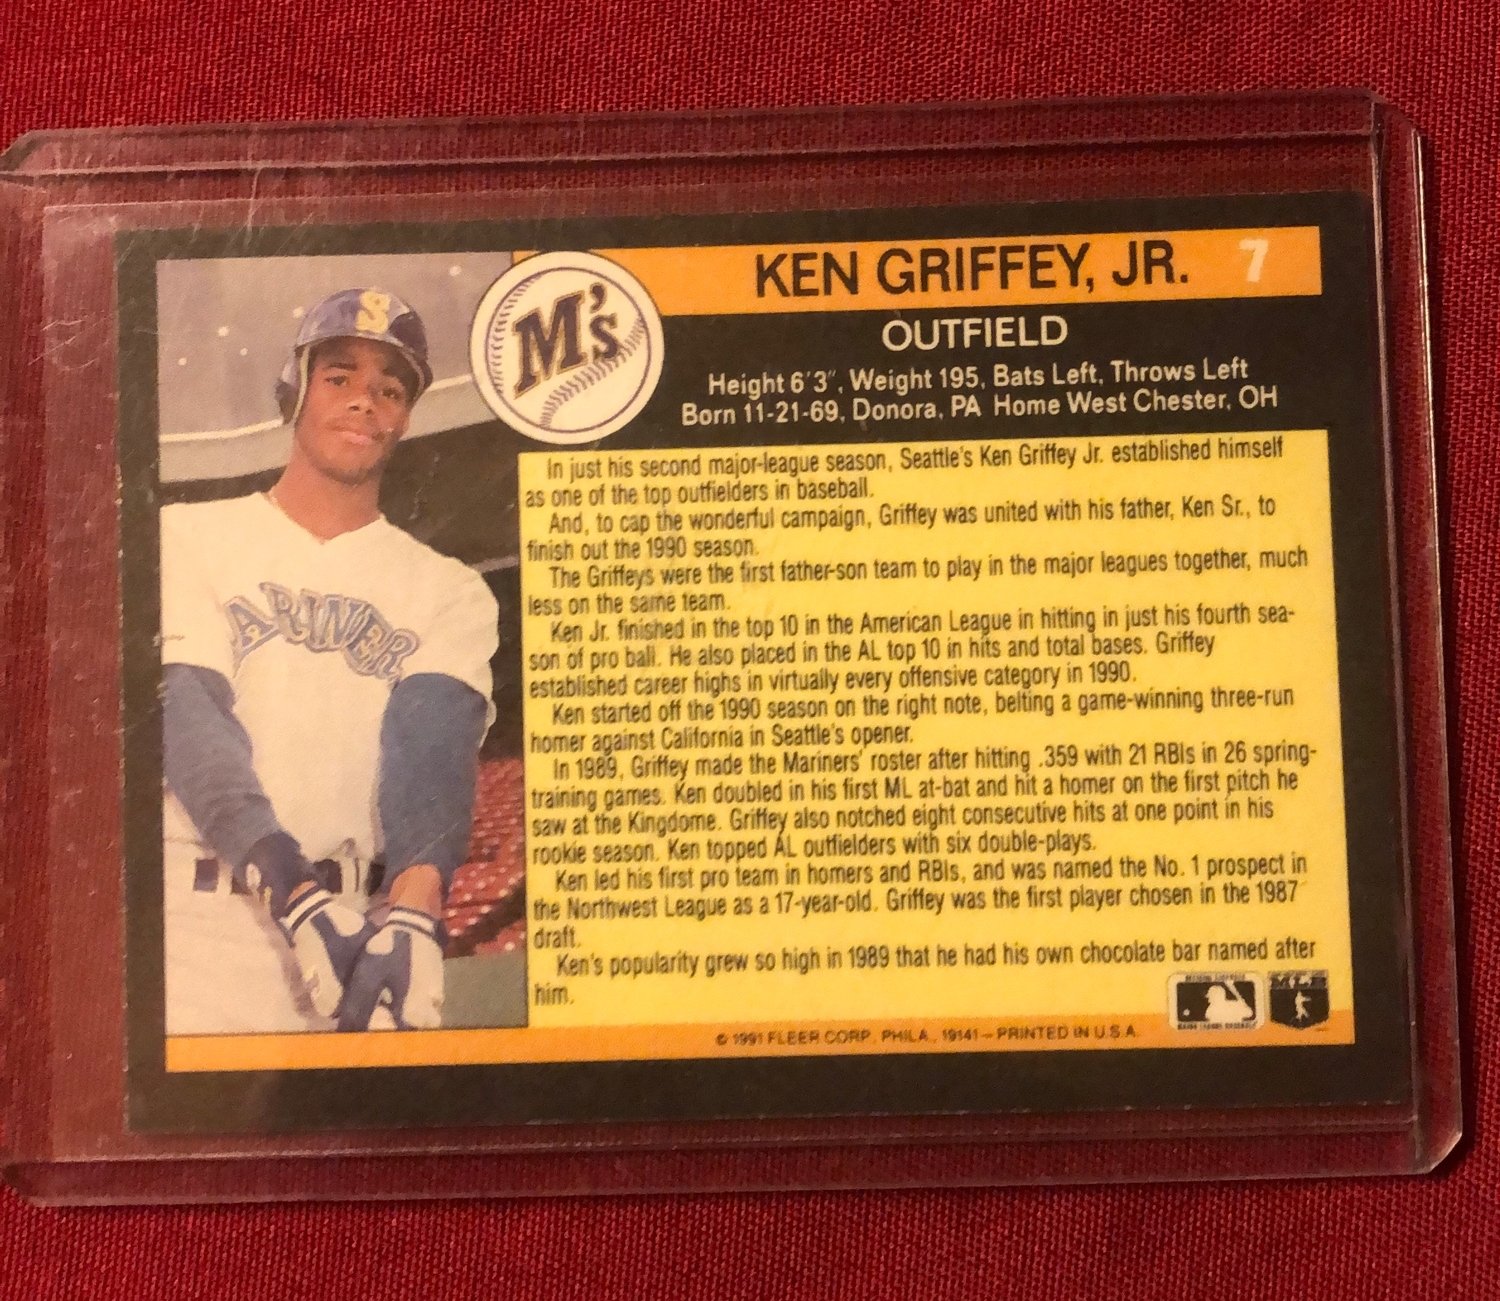 KEN GRIFFEY, JR. 7
M's
OUTFIELD
Height 6'3", Weight 195, Bats Left, Throws Left
Born 11-21-69, Donora, PA Home West Chester, OH
S
ARINER
In just his second major-league season, Seattle's Ken Griffey Jr. established himself
as one of the top outfielders in baseball.
And, to cap the wonderful campaign, Griffey was united with his father, Ken Sr., to
finish out the 1990 season.
The Griffeys were the first father-son team to play in the major leagues together, much
less on the same team.
Ken Jr. finished in the top 10 in the American League in hitting in just his fourth sea-
son of pro ball. He also placed in the AL top 10 in hits and total bases. Griffey
established career highs in virtually every offensive category in 1990.
Ken started off the 1990 season on the right note, belting a game-winning three-run
homer against California in Seattle's opener.
In 1989, Griffey made the Mariners' roster after hitting .359 with 21 RBIs in 26 spring-
training games. Ken doubled in his first ML at-bat and hit a homer on the first pitch he
saw at the Kingdome. Griffey also notched eight consecutive hits at one point in his
rookie season. Ken topped AL outfielders with six double-plays.
Ken led his first pro team in homers and RBIs, and was named the No. 1 prospect in
the Northwest League as a 17-year-old. Griffey was the first player chosen in the 1987
draft.
Ken's popularity grew so high in 1989 that he had his own chocolate bar named after
him.
MLB
© 1991 FLEER CORP., PHILA., 19141 – PRINTED IN U.S.A.